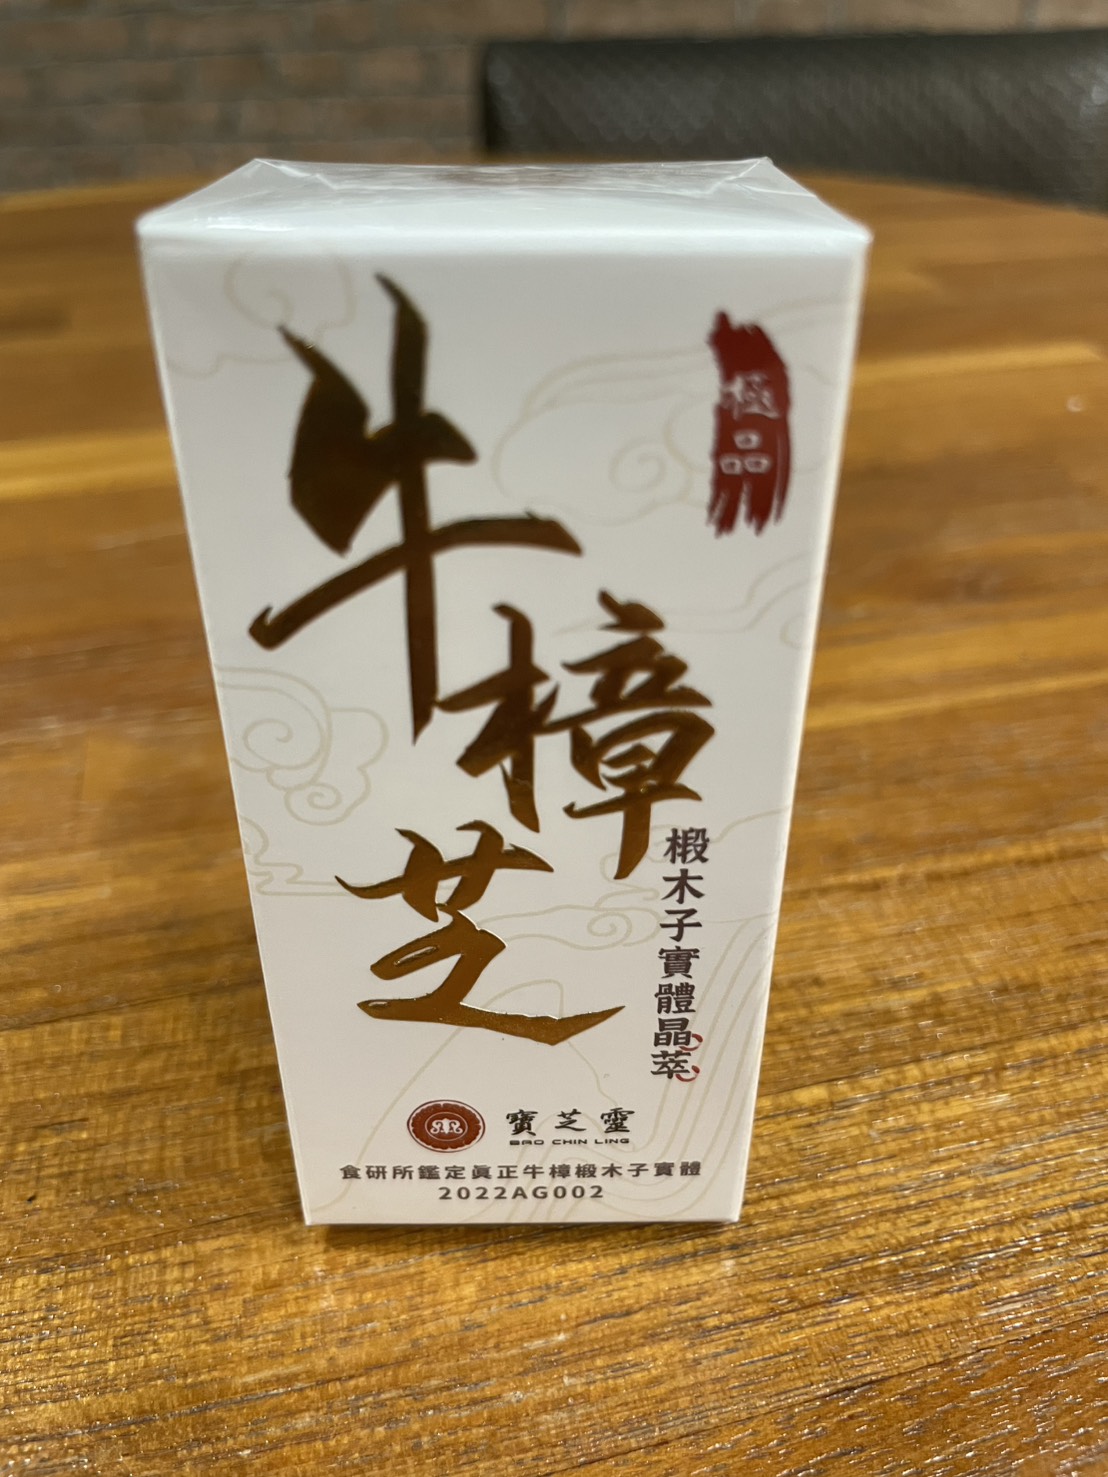 極品
牛樟芝
椴木子實體晶萃
寶芝靈
BAO CHIN LING
食研所鑑定真正牛樟椴木子實體
2022AG002